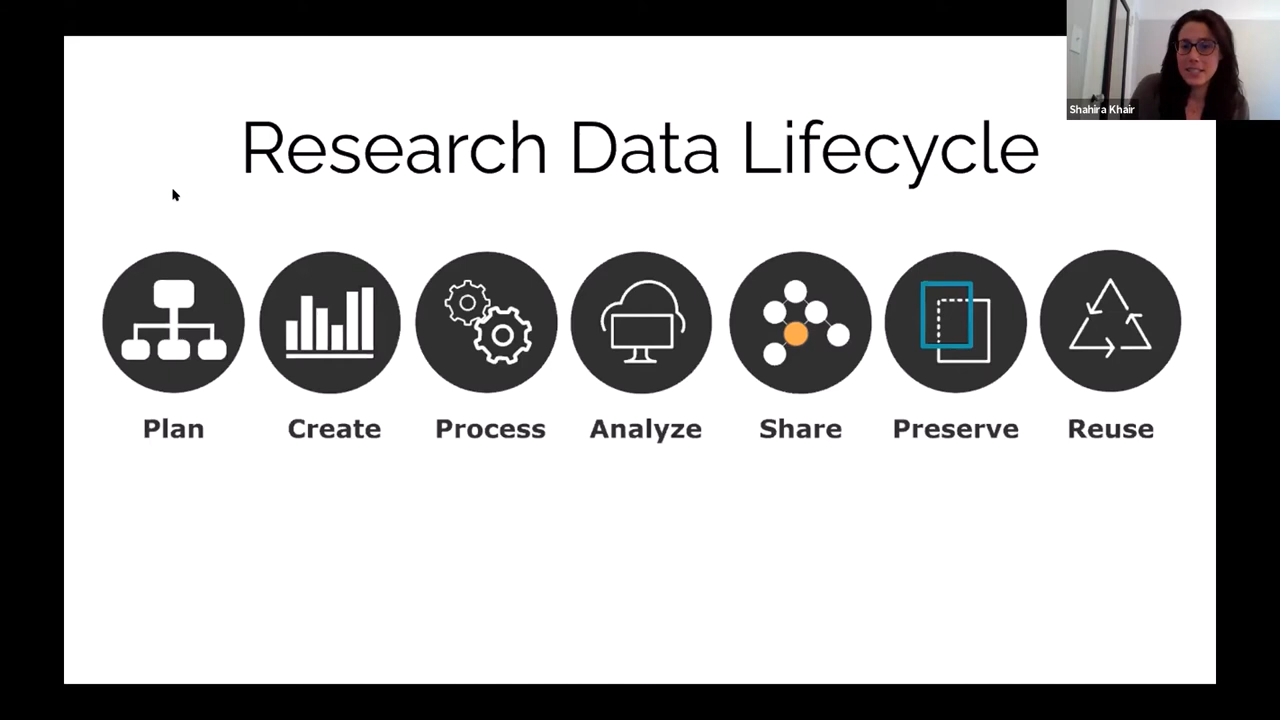 Shahira Khair
Research Data Lifecycle
Plan Create Process Analyze Share Preserve Reuse